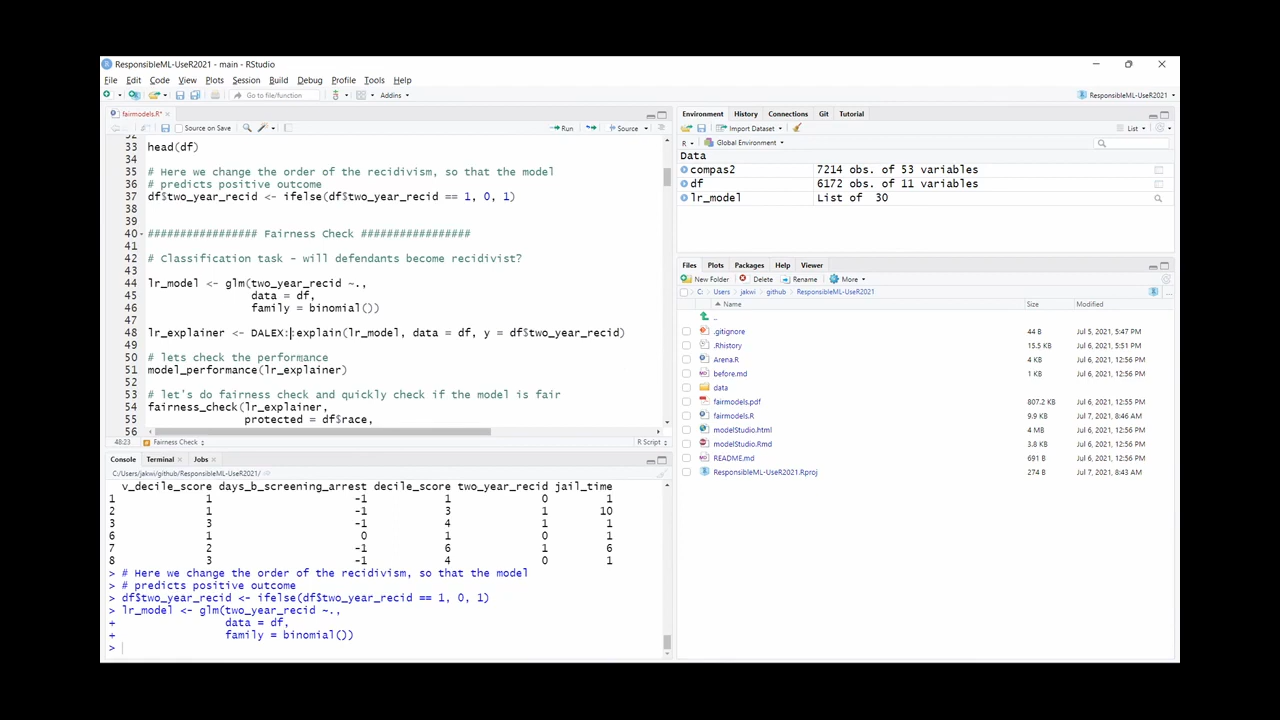 ResponsibleML-UseR2021 - main - RStudio
File Edit Code View Plots Session Build Debug Profile Tools Help
Go to file/function Addins ResponsibleML-UseR2021
fairmodels.R*
Source on Save Run Source
32
33 head(df)
34
35 # Here we change the order of the recidivism, so that the model
36 # predicts positive outcome
37 df$two_year_recid <- ifelse(df$two_year_recid == 1, 0, 1)
38
39
40 ################# Fairness Check #################
41
42 # Classification task - will defendants become recidivist?
43
44 lr_model <- glm(two_year_recid ~.,
45 data = df,
46 family = binomial())
47
48 lr_explainer <- DALEX::explain(lr_model, data = df, y = df$two_year_recid)
49
50 # lets check the performance
51 model_performance(lr_explainer)
52
53 # let's do fairness check and quickly check if the model is fair
54 fairness_check(lr_explainer,
55 protected = df$race,
56
48:23 Fairness Check R Script
Console Terminal Jobs
C:/Users/jakwi/github/ResponsibleML-UseR2021/
v_decile_score days_b_screening_arrest decile_score two_year_recid jail_time
1 1 -1 1 0 1
2 1 -1 3 1 10
3 3 -1 4 1 1
6 1 0 1 0 1
7 2 -1 6 1 6
8 3 -1 4 0 1
> # Here we change the order of the recidivism, so that the model
> # predicts positive outcome
> df$two_year_recid <- ifelse(df$two_year_recid == 1, 0, 1)
> lr_model <- glm(two_year_recid ~.,
+ data = df,
+ family = binomial())
>
Environment History Connections Git Tutorial
Import Dataset List
R Global Environment
Data
compas2 7214 obs. of 53 variables
df 6172 obs. of 11 variables
lr_model List of 30
Files Plots Packages Help Viewer
New Folder Delete Rename More
C: Users jakwi github ResponsibleML-UseR2021
Name Size Modified
..
.gitignore 44 B Jul 5, 2021, 5:47 PM
.Rhistory 15.5 KB Jul 6, 2021, 5:51 PM
Arena.R 4 KB Jul 6, 2021, 12:56 PM
before.md 1 KB Jul 6, 2021, 12:56 PM
data
fairmodels.pdf 807.2 KB Jul 6, 2021, 12:55 PM
fairmodels.R 9.9 KB Jul 7, 2021, 8:46 AM
modelStudio.html 4 MB Jul 6, 2021, 12:56 PM
modelStudio.Rmd 3.8 KB Jul 6, 2021, 12:56 PM
README.md 691 B Jul 6, 2021, 12:56 PM
ResponsibleML-UseR2021.Rproj 274 B Jul 7, 2021, 8:43 AM